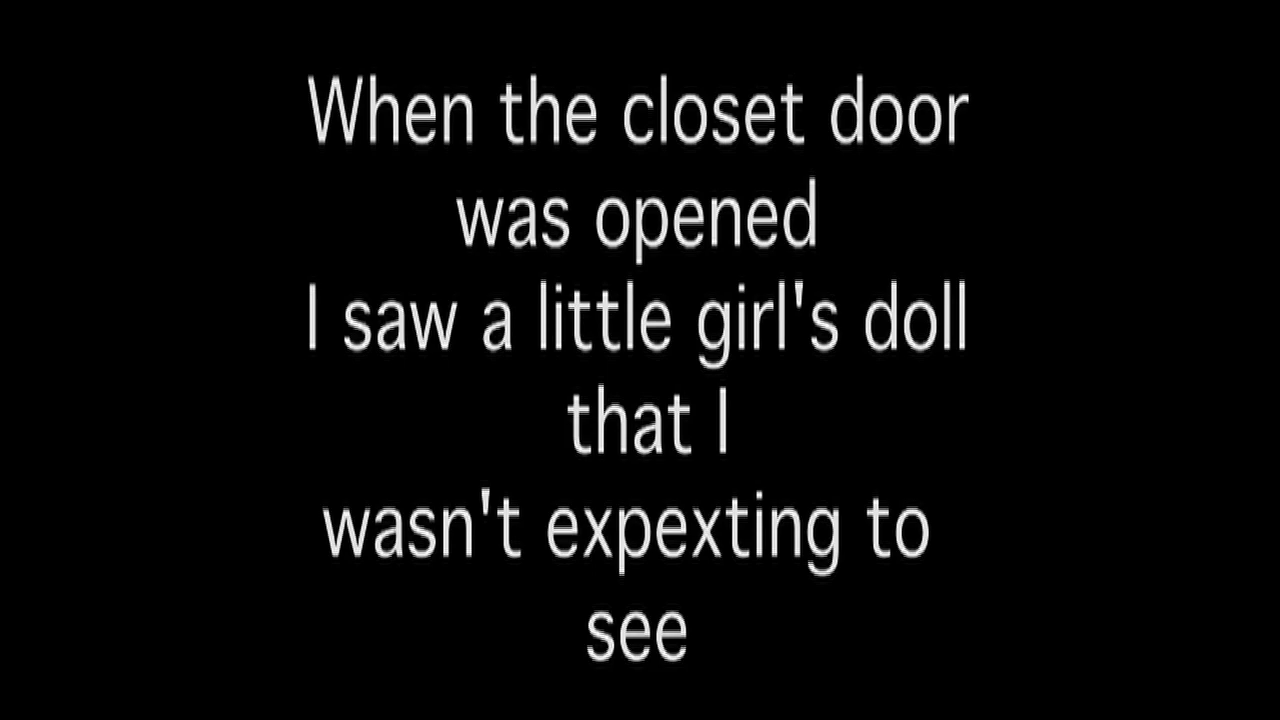 When the closet door
was opened
I saw a little girl's doll
that I
wasn't expexting to
see